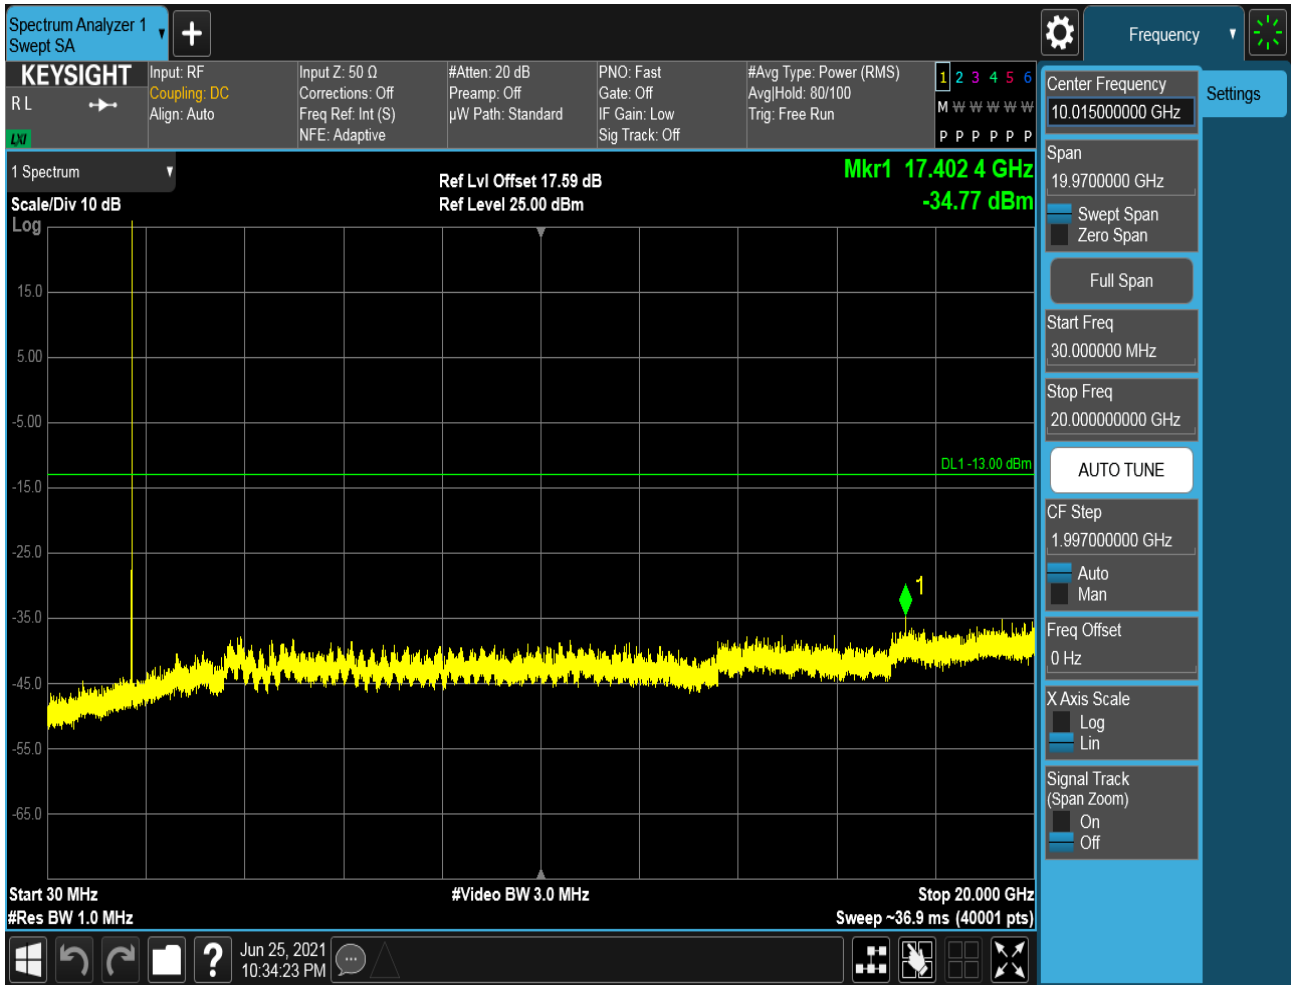 Spectrum Analyzer 1
Swept SA
Frequency
KEYSIGHT
R L
LXI
Input: RF
Coupling: DC
Align: Auto
Input Z: 50 Ω
Corrections: Off
Freq Ref: Int (S)
NFE: Adaptive
#Atten: 20 dB
Preamp: Off
µW Path: Standard
PNO: Fast
Gate: Off
IF Gain: Low
Sig Track: Off
#Avg Type: Power (RMS)
Avg|Hold: 80/100
Trig: Free Run
1 2 3 4 5 6
M W W W W W
P P P P P P
1 Spectrum
Scale/Div 10 dB
Log
Ref Lvl Offset 17.59 dB
Ref Level 25.00 dBm
Mkr1 17.402 4 GHz
-34.77 dBm
15.0
5.00
-5.00
DL1 -13.00 dBm
-15.0
-25.0
1
-35.0
-45.0
-55.0
-65.0
Start 30 MHz
#Res BW 1.0 MHz
#Video BW 3.0 MHz
Stop 20.000 GHz
Sweep ~36.9 ms (40001 pts)
Jun 25, 2021
10:34:23 PM
Center Frequency
10.015000000 GHz
Settings
Span
19.9700000 GHz
Swept Span
Zero Span
Full Span
Start Freq
30.000000 MHz
Stop Freq
20.000000000 GHz
AUTO TUNE
CF Step
1.997000000 GHz
Auto
Man
Freq Offset
0 Hz
X Axis Scale
Log
Lin
Signal Track
(Span Zoom)
On
Off